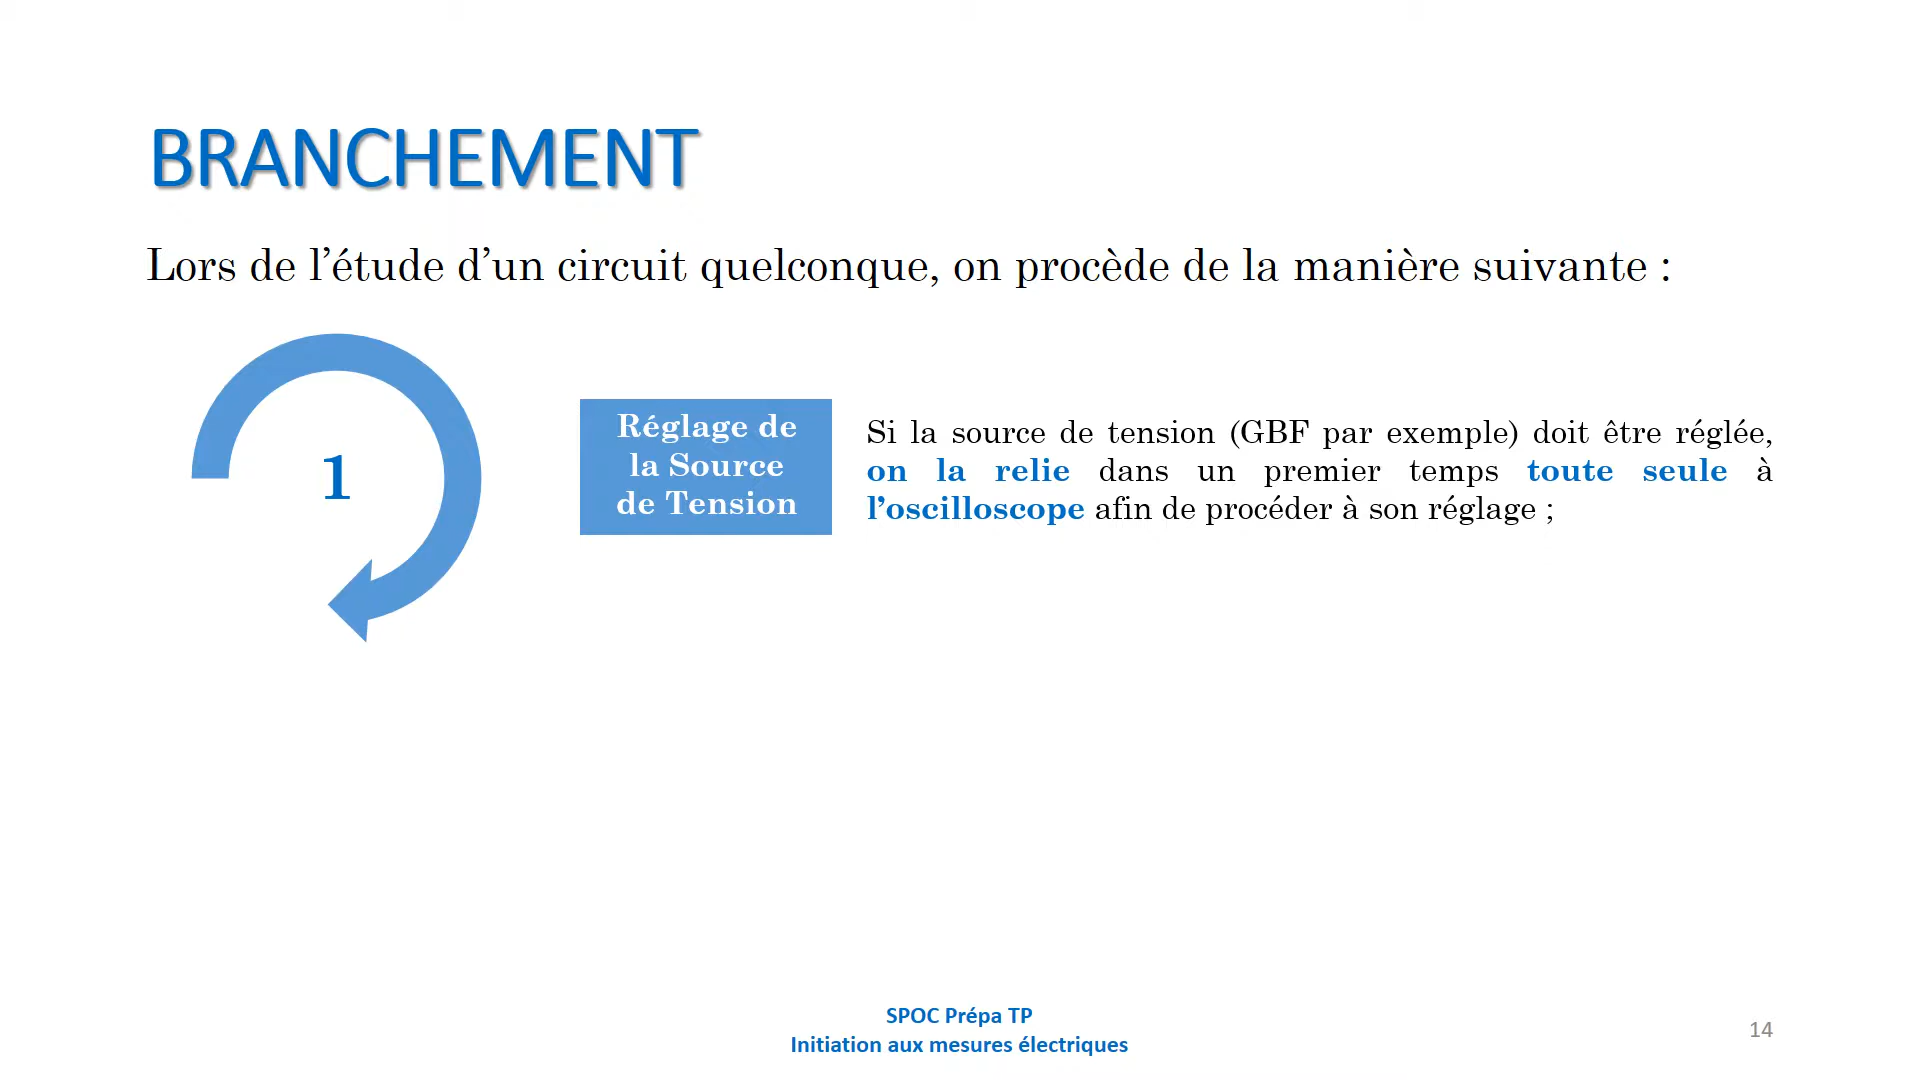 BRANCHEMENT
Lors de l’étude d’un circuit quelconque, on procède de la manière suivante :
1
Réglage de
la Source
de Tension
Si la source de tension (GBF par exemple) doit être réglée,
on la relie dans un premier temps toute seule à
l’oscilloscope afin de procéder à son réglage ;
SPOC Prépa TP
Initiation aux mesures électriques
14